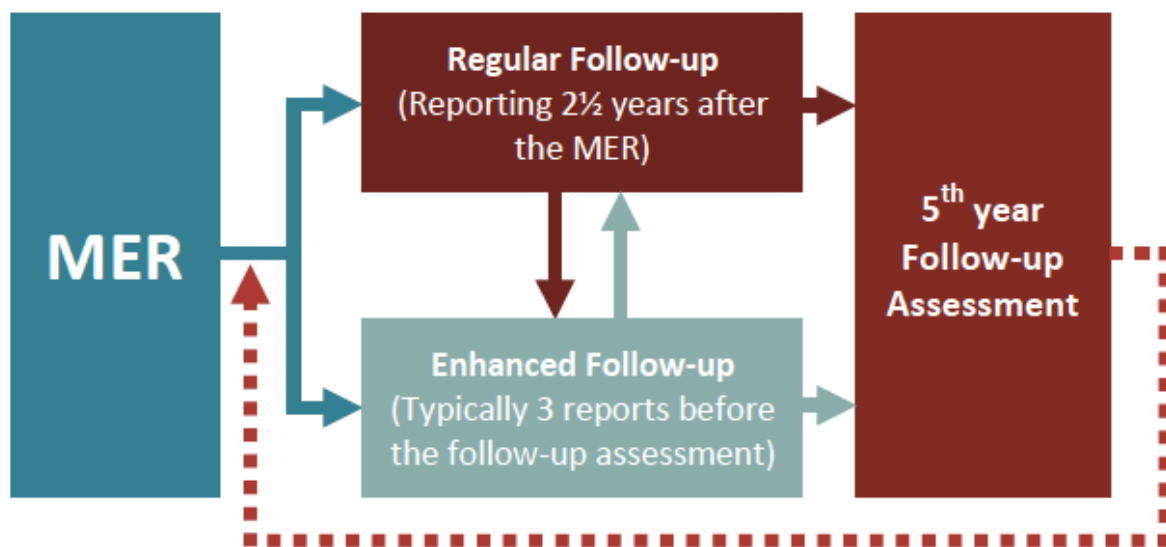 MER
Regular Follow-up
(Reporting 2½ years after
the MER)
Enhanced Follow-up
(Typically 3 reports before
the follow-up assessment)
5th year
Follow-up
Assessment